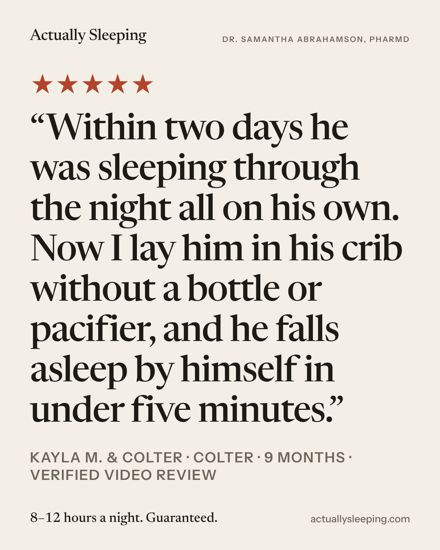 Actually Sleeping
DR. SAMANTHA ABRAHAMSON, PHARMD
★★★★★
“Within two days he
was sleeping through
the night all on his own.
Now I lay him in his crib
without a bottle or
pacifier, and he falls
asleep by himself in
under five minutes.”
KAYLA M. & COLTER · COLTER · 9 MONTHS ·
VERIFIED VIDEO REVIEW
8–12 hours a night. Guaranteed.
actuallysleeping.com